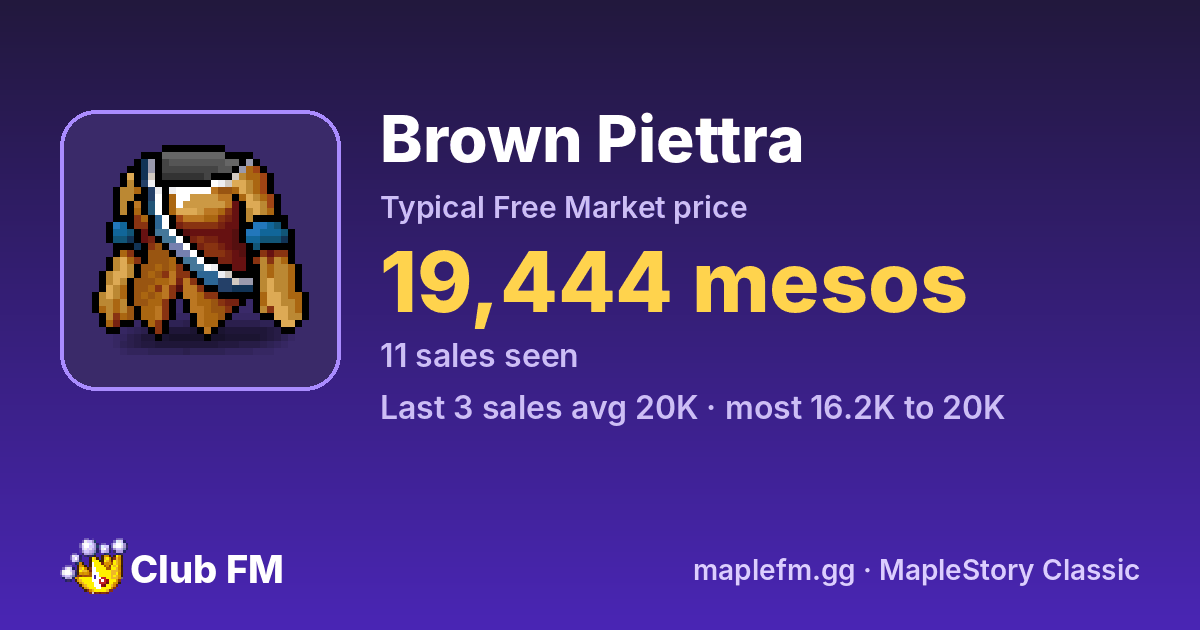 Brown Piettra
Typical Free Market price
19,444 mesos
11 sales seen
Last 3 sales avg 20K · most 16.2K to 20K
Club FM
maplefm.gg · MapleStory Classic